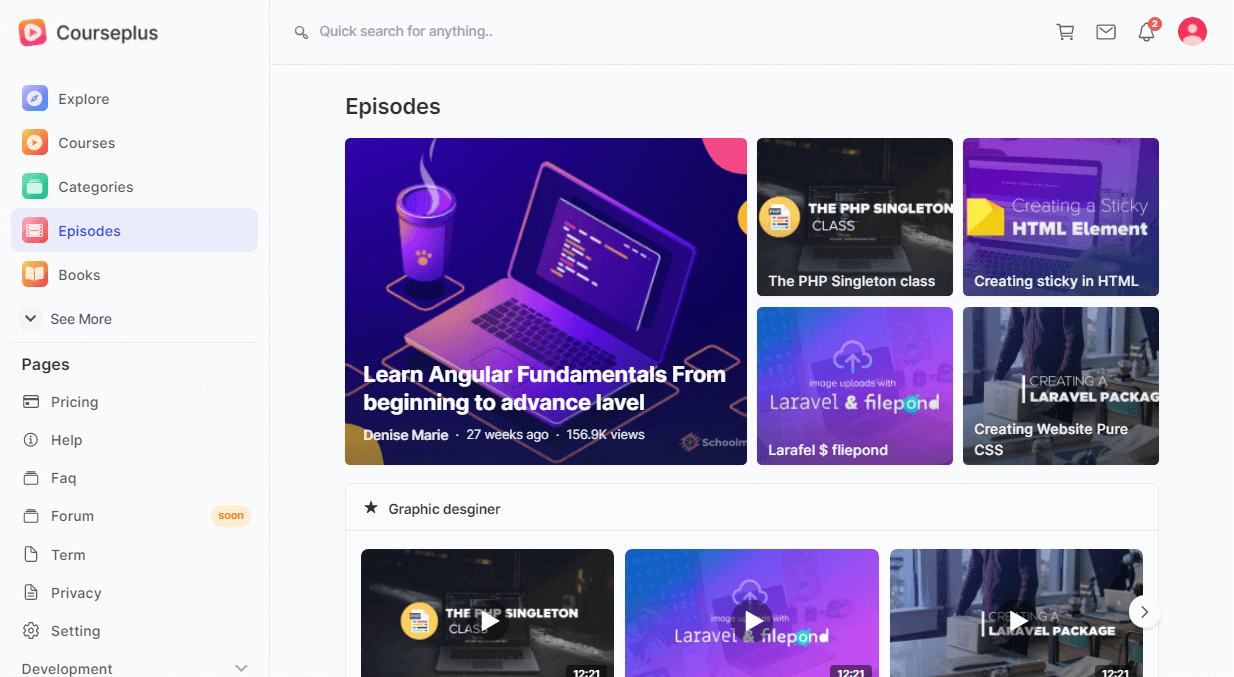 Courseplus
Quick search for anything..
2
Explore
Courses
Categories
Episodes
Books
See More
Pages
Pricing
Help
Faq
Forum
soon
Term
Privacy
Setting
Development
Episodes
Learn Angular Fundamentals From
beginning to advance lavel
Denise Marie · 27 weeks ago · 156.9K views
Schoolm
PHP
THE PHP SINGLETON
CLASS
The PHP Singleton class
Creating a Sticky
HTML Element
Creating sticky in HTML
image uploads with
Laravel & filepond
Larafel $ fliepond
CREATING A
LARAVEL PACKAG
Creating Website Pure
CSS
Graphic desginer
THE PHP SINGLETON
CLASS
12:21
image uploads with
Laravel & filepond
12:21
CREATING A
LARAVEL PACKAGE
12:21